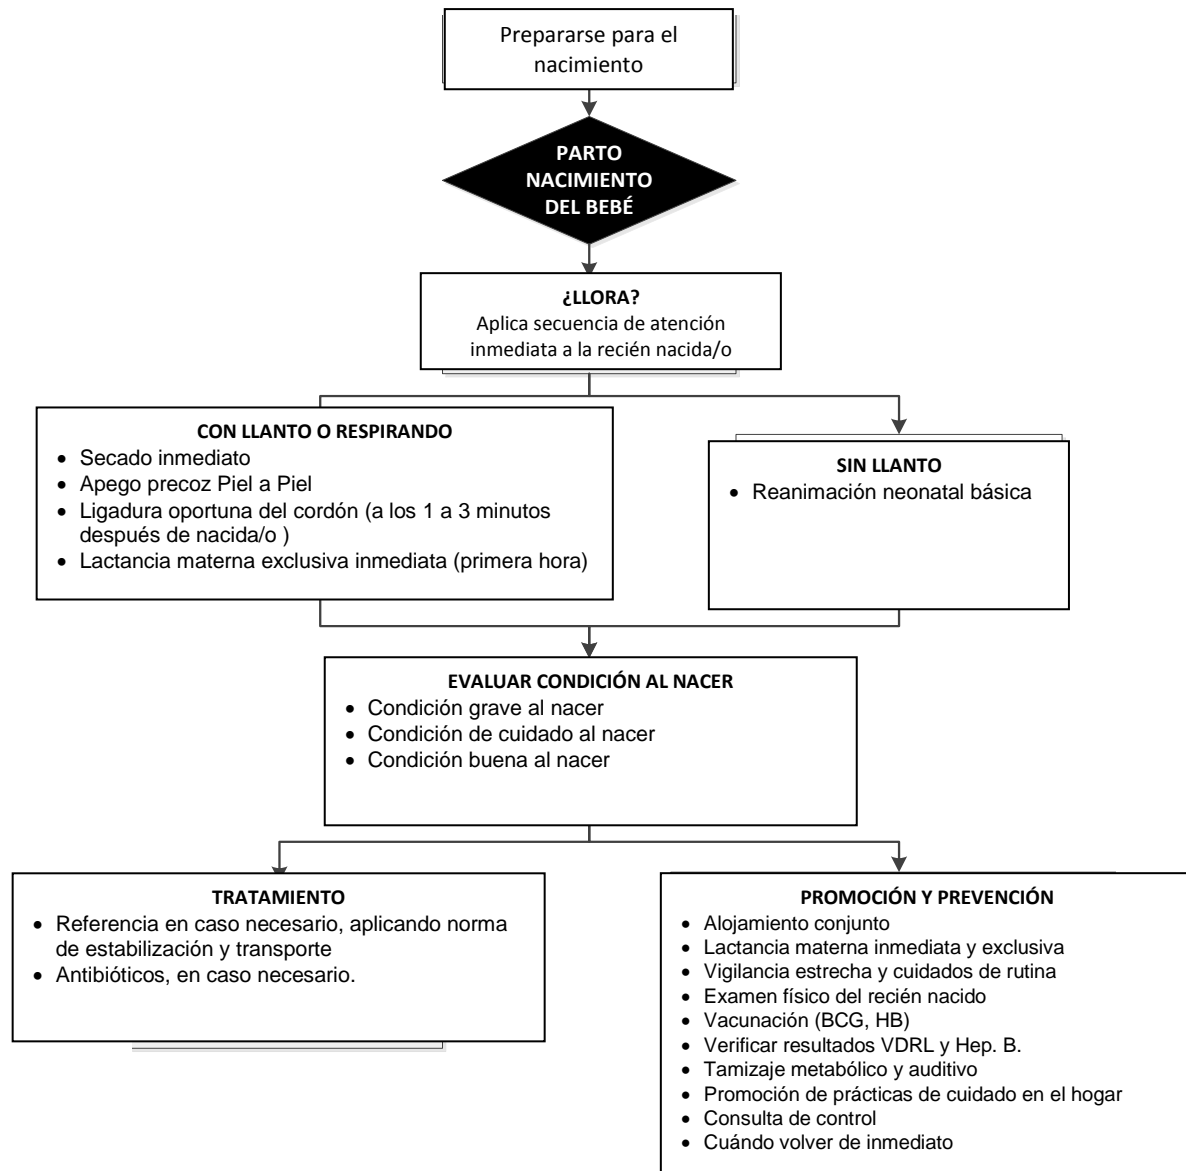 Prepararse para el
nacimiento
PARTO
NACIMIENTO
DEL BEBÉ
¿LLORA?
Aplica secuencia de atención
inmediata a la recién nacida/o
CON LLANTO O RESPIRANDO
• Secado inmediato
• Apego precoz Piel a Piel
• Ligadura oportuna del cordón (a los 1 a 3 minutos
después de nacida/o )
• Lactancia materna exclusiva inmediata (primera hora)
SIN LLANTO
• Reanimación neonatal básica
EVALUAR CONDICIÓN AL NACER
• Condición grave al nacer
• Condición de cuidado al nacer
• Condición buena al nacer
TRATAMIENTO
• Referencia en caso necesario, aplicando norma
de estabilización y transporte
• Antibióticos, en caso necesario.
PROMOCIÓN Y PREVENCIÓN
• Alojamiento conjunto
• Lactancia materna inmediata y exclusiva
• Vigilancia estrecha y cuidados de rutina
• Examen físico del recién nacido
• Vacunación (BCG, HB)
• Verificar resultados VDRL y Hep. B.
• Tamizaje metabólico y auditivo
• Promoción de prácticas de cuidado en el hogar
• Consulta de control
• Cuándo volver de inmediato